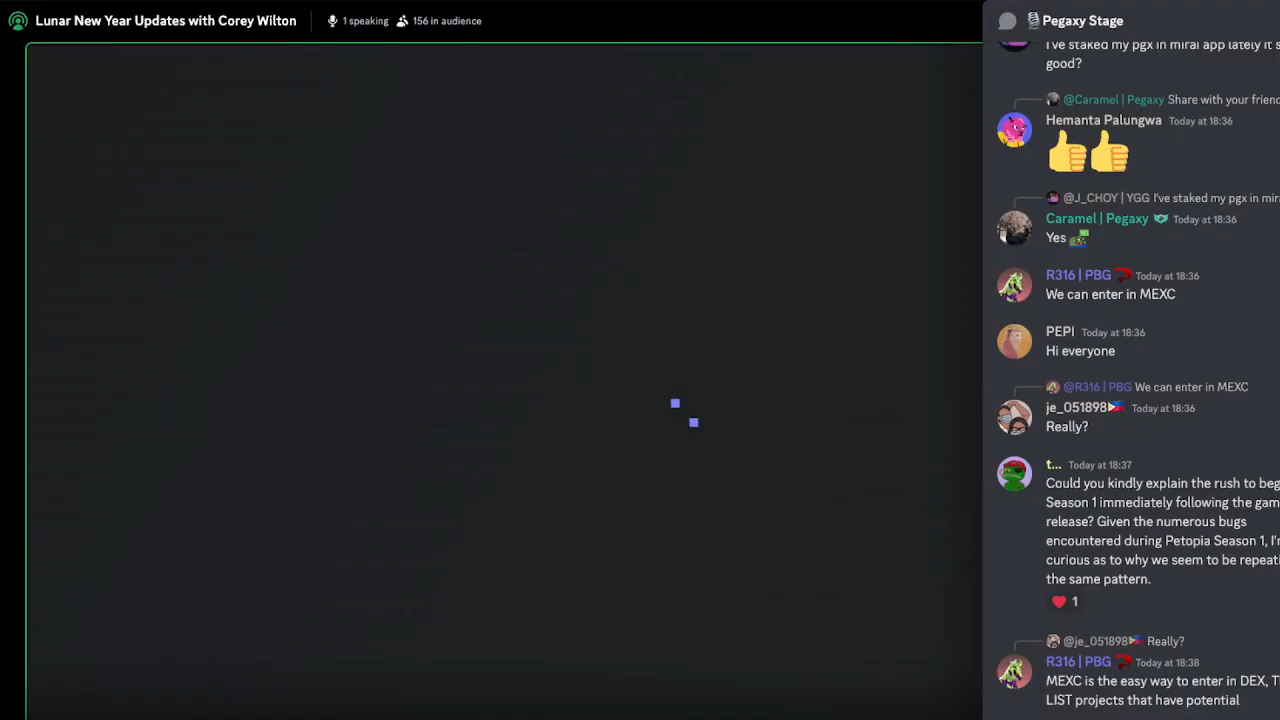 Lunar New Year Updates with Corey Wilton
1 speaking
156 in audience
Pegaxy Stage
I've staked my pgx in mirai app lately it's
good?
@Caramel | Pegaxy Share with your friend
Hemanta Palungwa Today at 18:36
@J_CHOY | YGG I've staked my pgx in mira
Caramel | Pegaxy Today at 18:36
Yes
R316 | PBG Today at 18:36
We can enter in MEXC
PEPI Today at 18:36
Hi everyone
@R316 | PBG We can enter in MEXC
je_051898 Today at 18:36
Really?
t... Today at 18:37
Could you kindly explain the rush to beg
Season 1 immediately following the gam
release? Given the numerous bugs
encountered during Petopia Season 1, I'm
curious as to why we seem to be repeati
the same pattern.
1
@je_051898 Really?
R316 | PBG Today at 18:38
MEXC is the easy way to enter in DEX, T
LIST projects that have potential